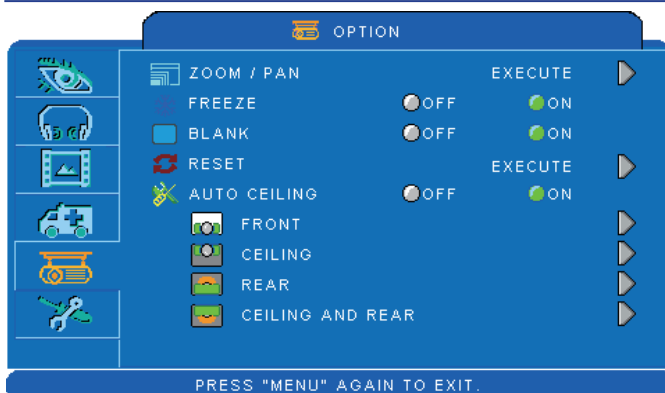 OPTION
ZOOM / PAN EXECUTE
FREEZE OFF ON
BLANK OFF ON
RESET EXECUTE
AUTO CEILING OFF ON
FRONT
CEILING
REAR
CEILING AND REAR
PRESS "MENU" AGAIN TO EXIT.